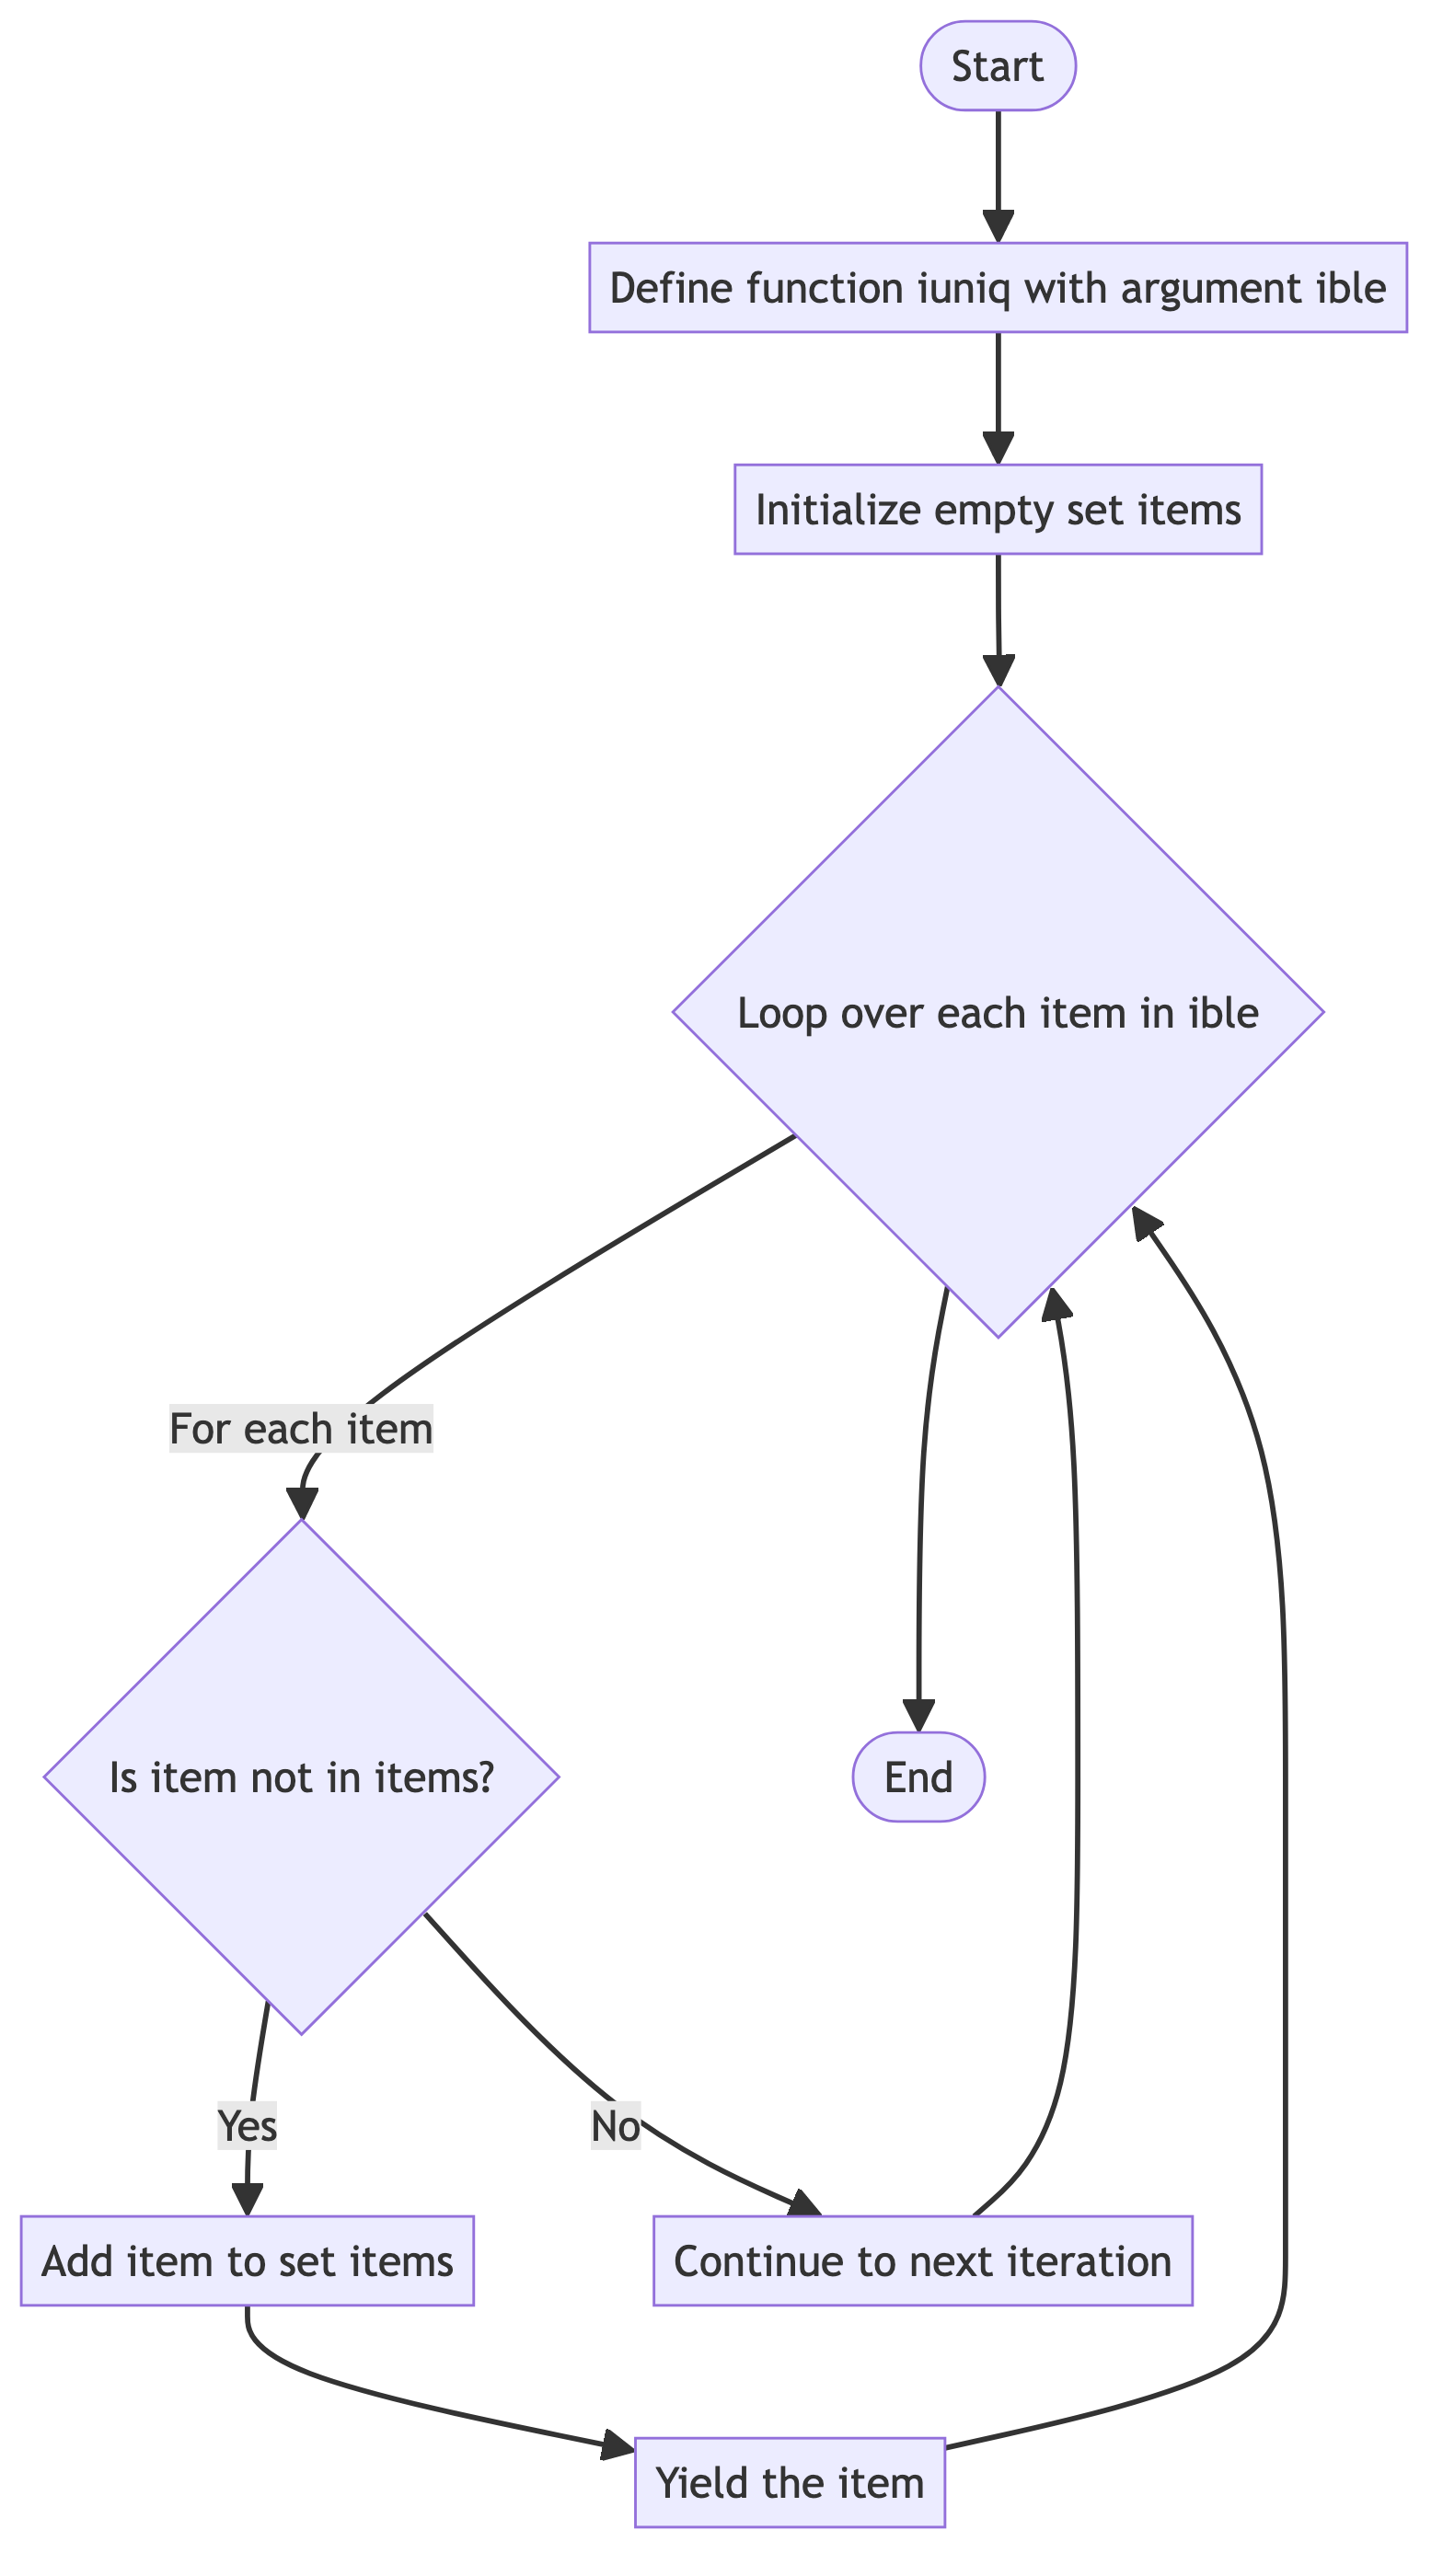 Start
Define function iuniq with argument ible
Initialize empty set items
Loop over each item in ible
For each item
Is item not in items?
End
Yes
No
Add item to set items
Continue to next iteration
Yield the item